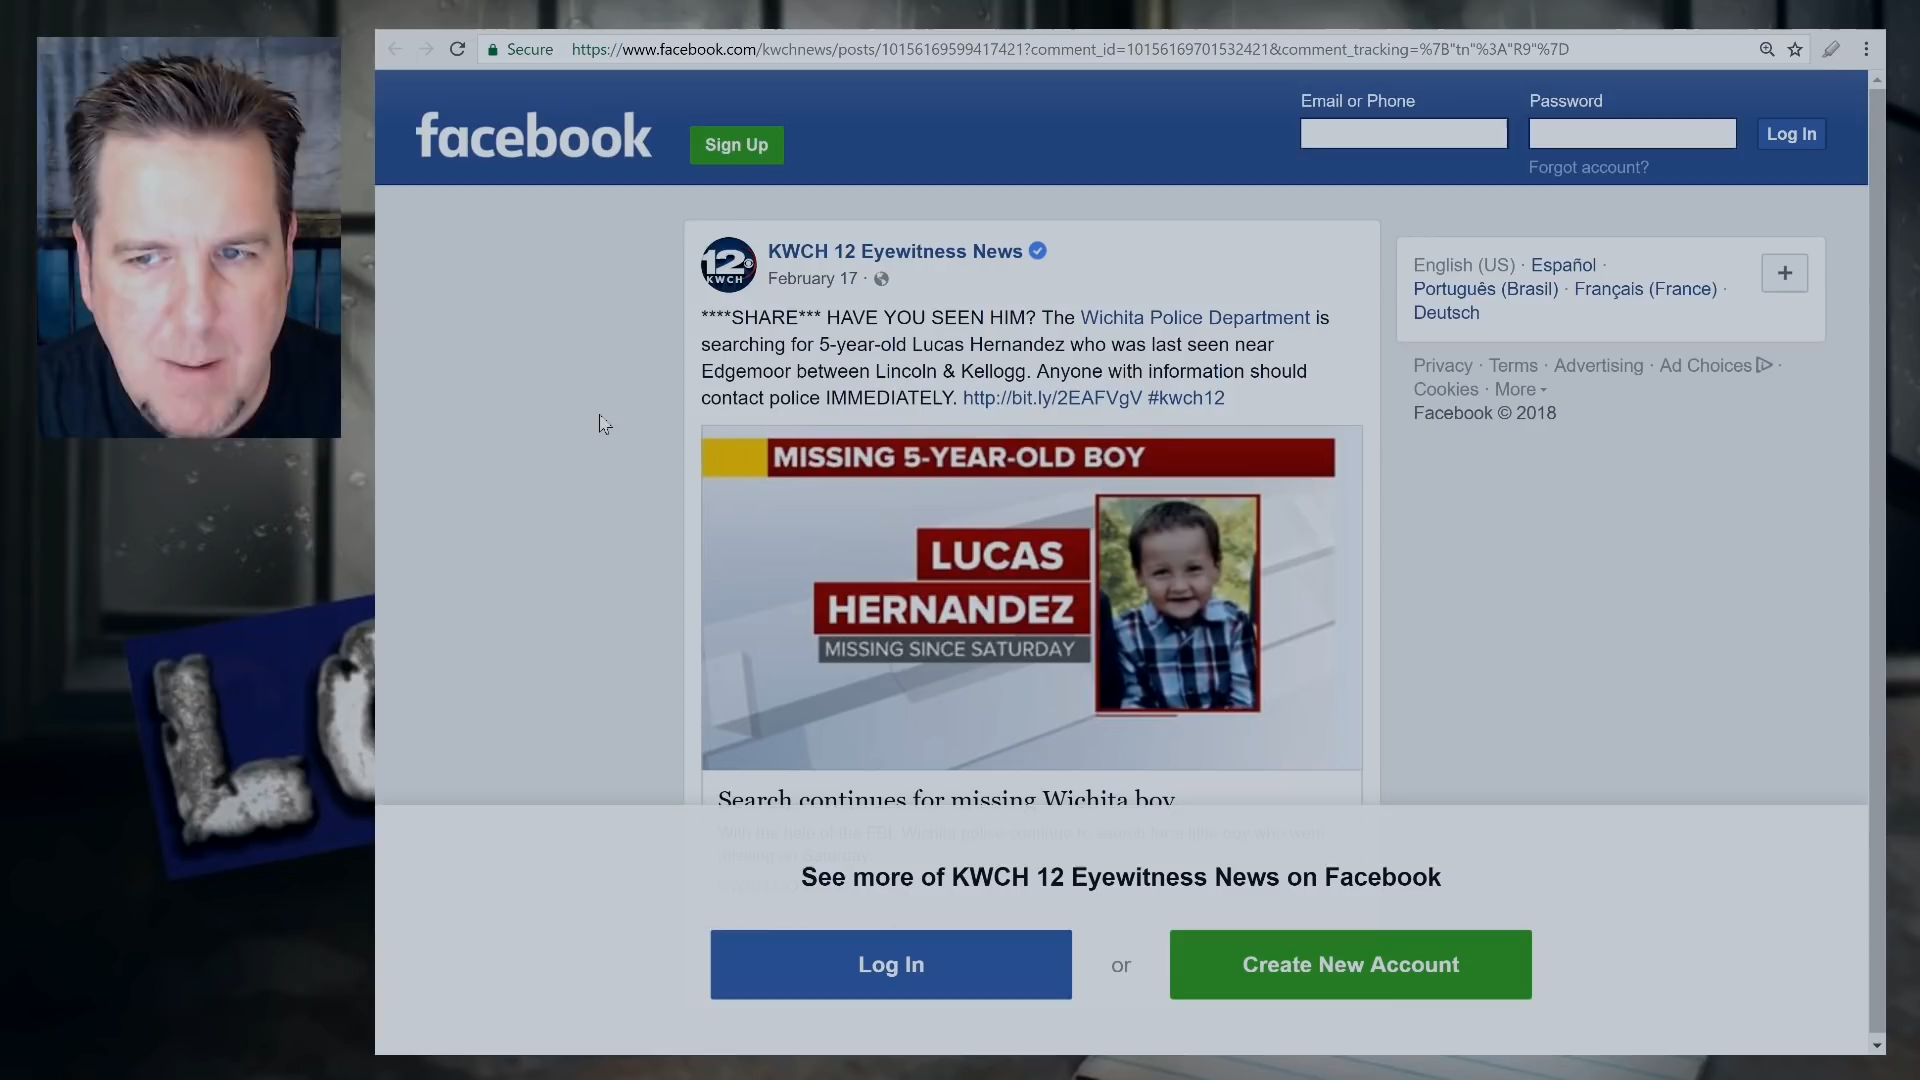 Secure https://www.facebook.com/kwchnews/posts/10156169599417421?comment_id=10156169701532421&comment_tracking=%7B"tn"%3A"R9"%7D
Email or Phone
Password
facebook
Sign Up
Log In
Forgot account?
12
KWCH
KWCH 12 Eyewitness News
February 17 ·
****SHARE*** HAVE YOU SEEN HIM? The Wichita Police Department is
searching for 5-year-old Lucas Hernandez who was last seen near
Edgemoor between Lincoln & Kellogg. Anyone with information should
contact police IMMEDIATELY. http://bit.ly/2EAFVgV #kwch12
MISSING 5-YEAR-OLD BOY
LUCAS
HERNANDEZ
MISSING SINCE SATURDAY
Search continues for missing Wichita boy
English (US) · Español ·
Português (Brasil) · Français (France) ·
Deutsch
+
Privacy · Terms · Advertising · Ad Choices ·
Cookies · More
Facebook © 2018
See more of KWCH 12 Eyewitness News on Facebook
Log In
or
Create New Account